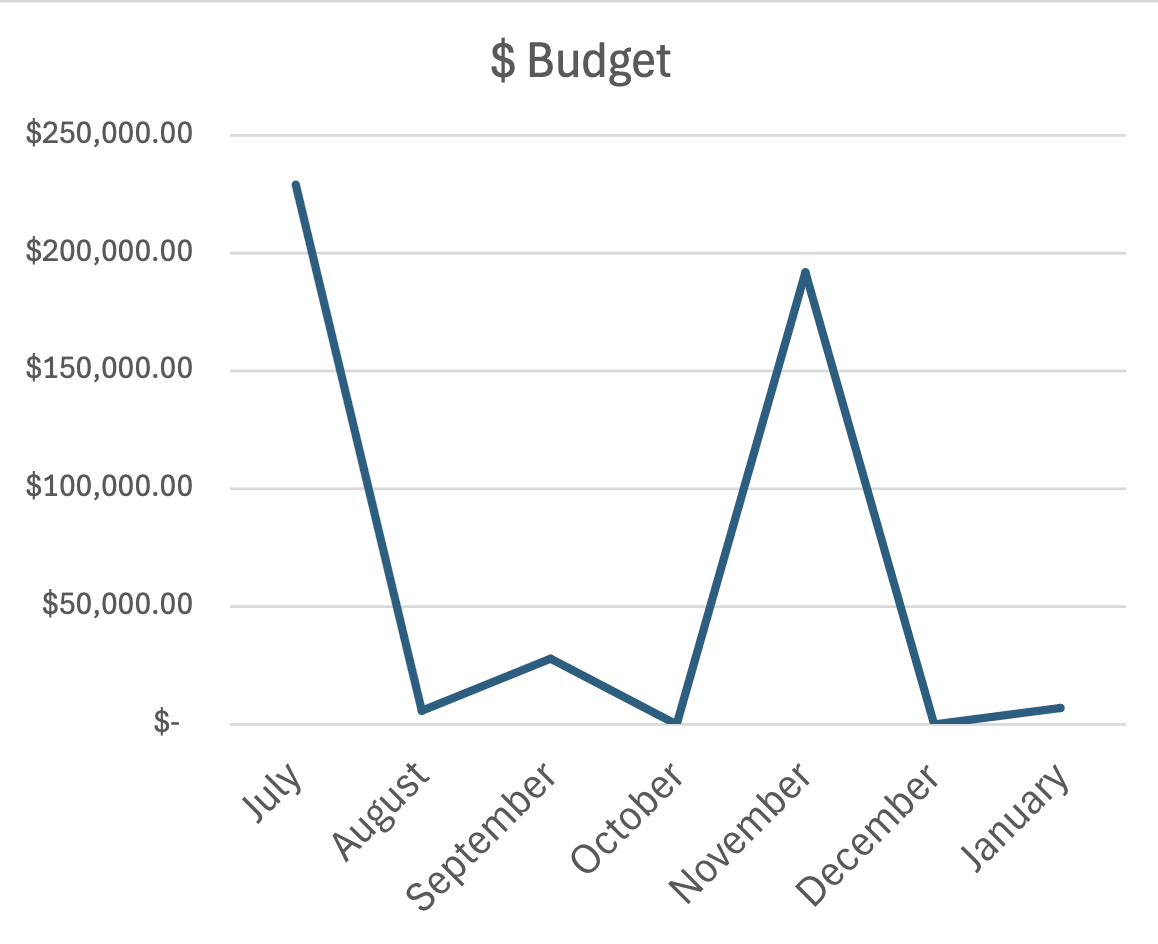 $ Budget
$250,000.00
$200,000.00
$150,000.00
$100,000.00
$50,000.00
$-
July
August
September
October
November
December
January